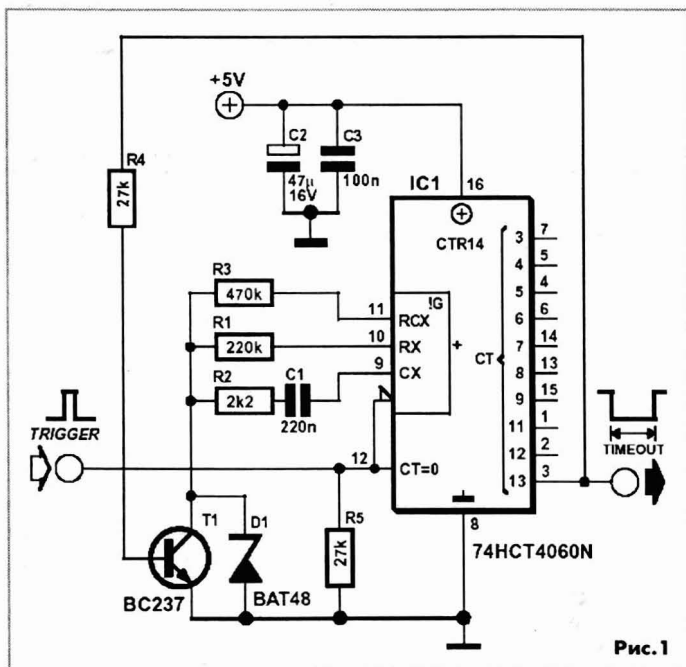 +5V
C2
47µ
16V
C3
100n
R4
27k
IC1
16
CTR14
R3
470k
11
RCX
!G
R1
220k
10
RX
+
R2
2k2
C1
220n
9
CX
CT
3 7
4 5
5 4
6 6
7 14
8 13
9 15
11 1
12 2
13 3
TRIGGER
12
CT=0
TIMEOUT
R5
27k
8
74HCT4060N
T1
BC237
D1
BAT48
Рис.1